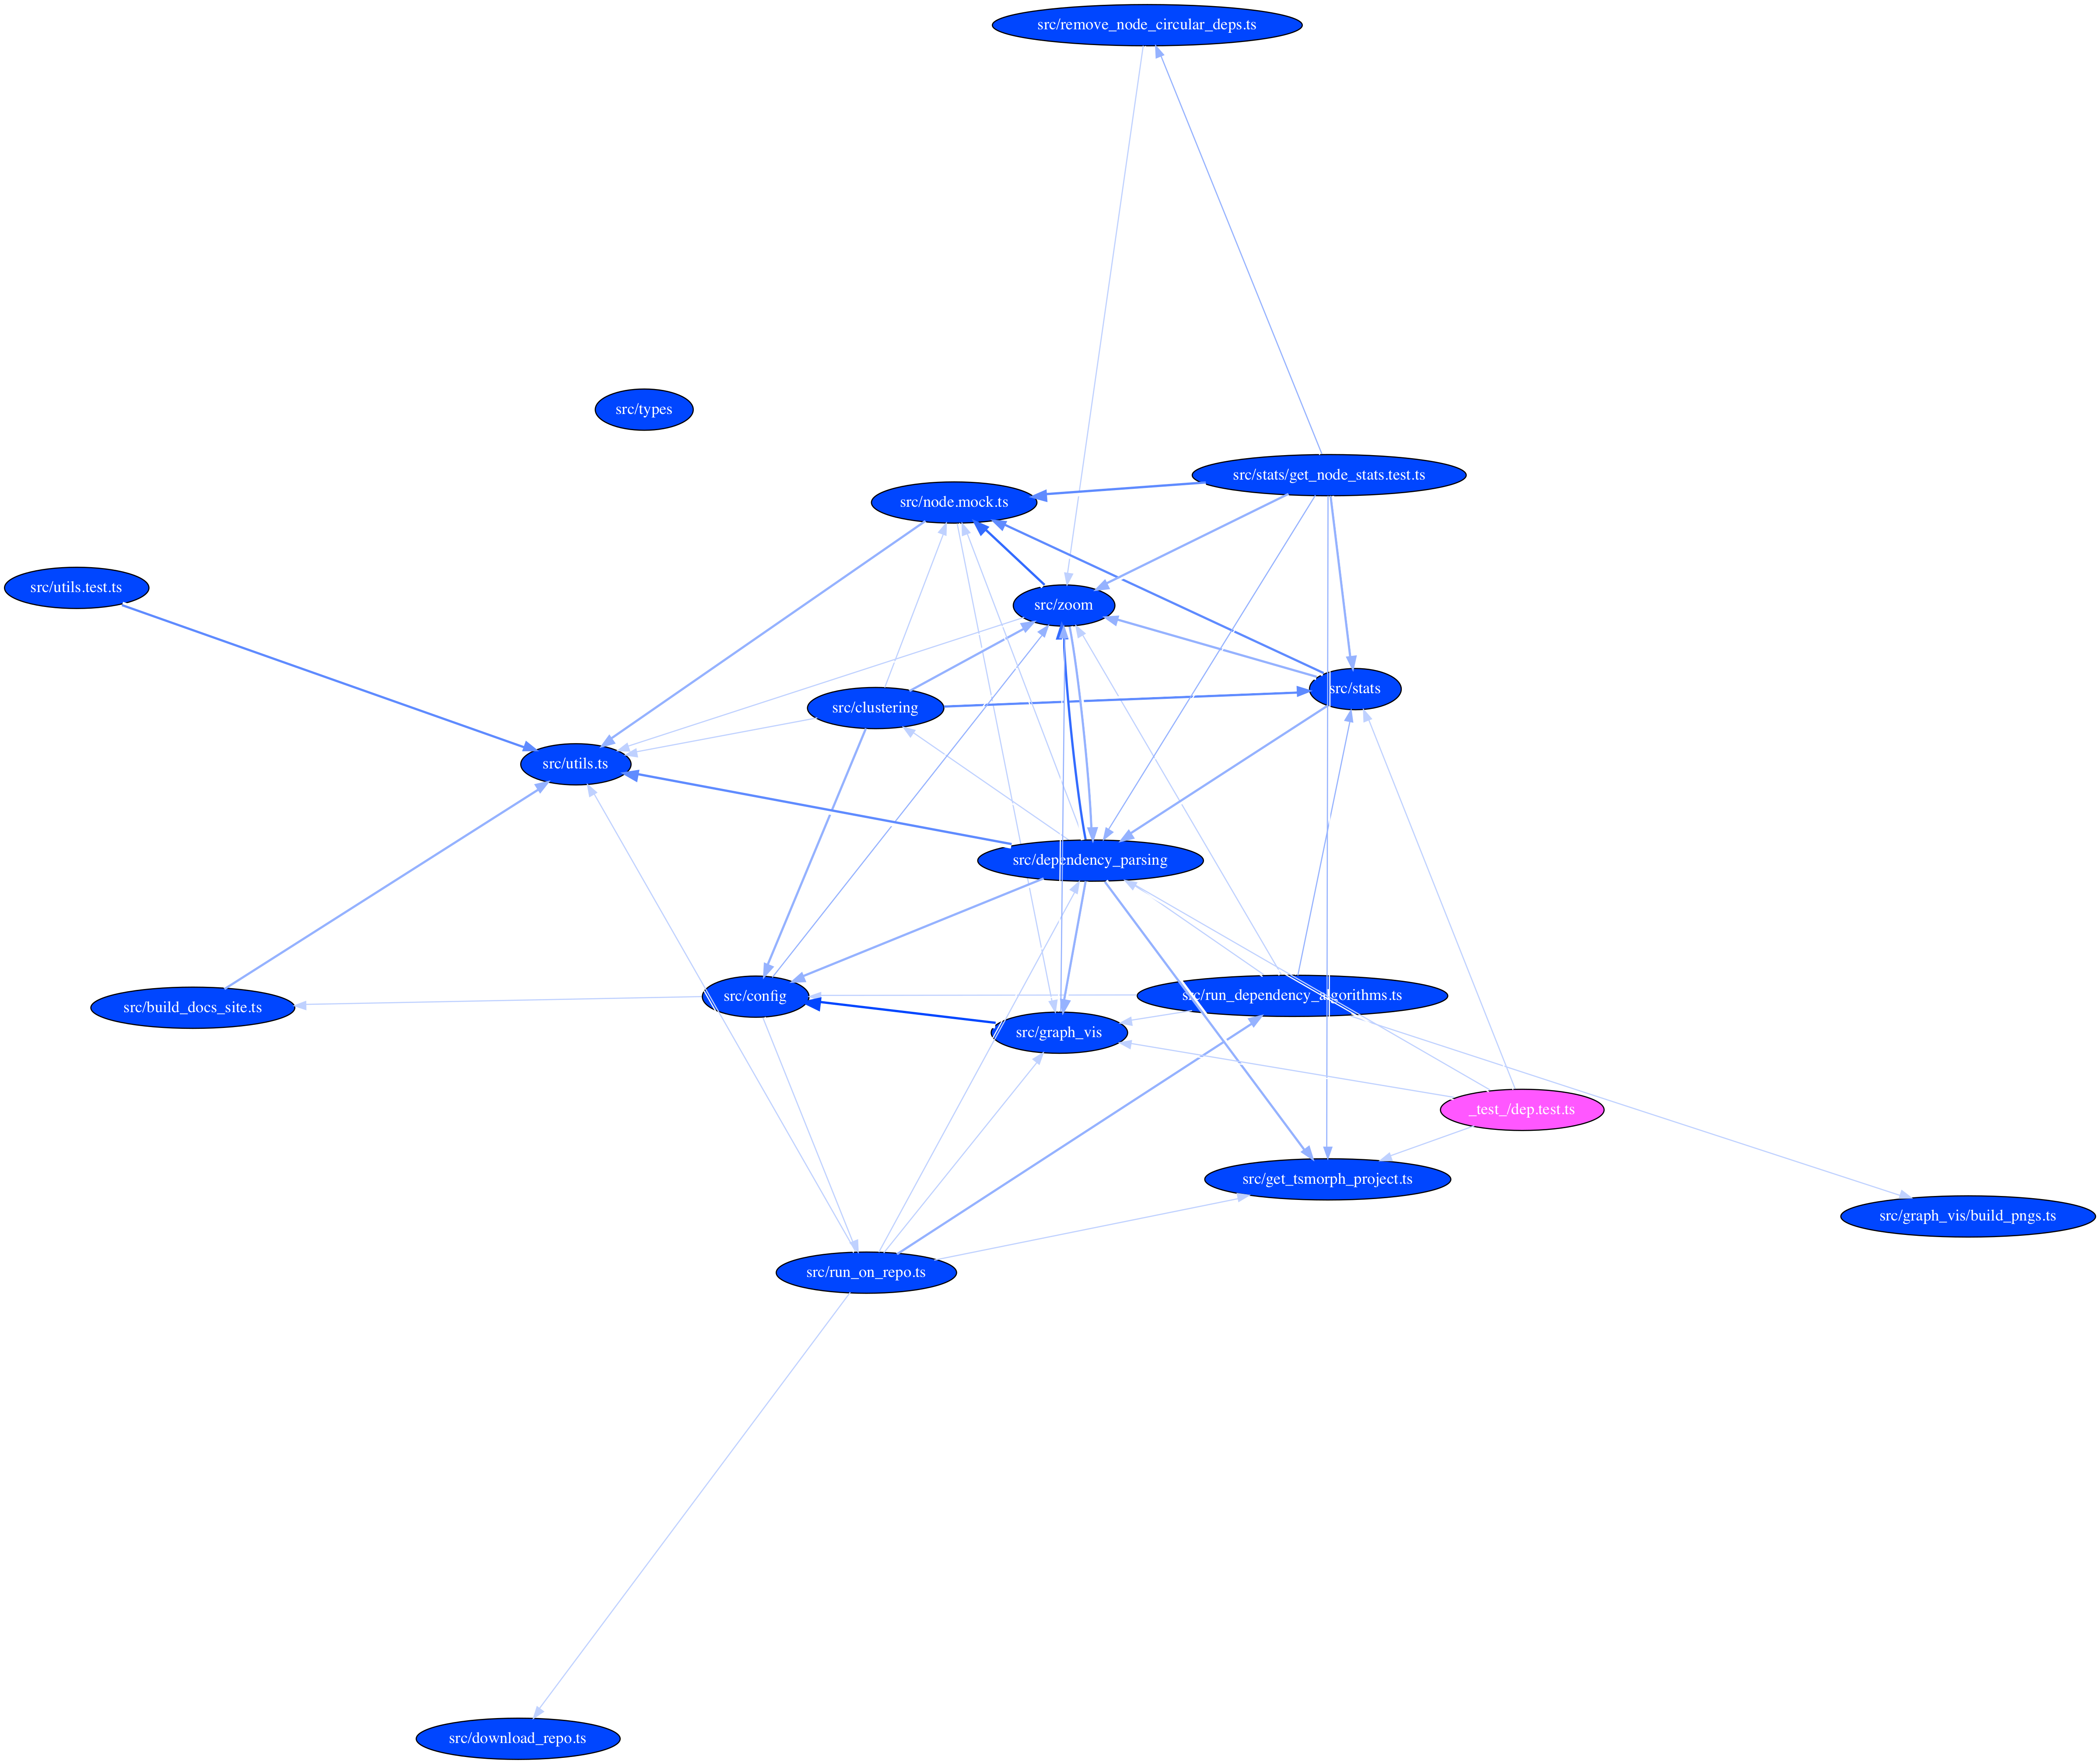 src/remove_node_circular_deps.ts
src/types
src/stats/get_node_stats.test.ts
src/node.mock.ts
src/utils.test.ts
src/zoom
src/stats
src/clustering
src/utils.ts
src/dependency_parsing
src/build_docs_site.ts
src/config
src/run_dependency_algorithms.ts
src/graph_vis
_test_/dep.test.ts
src/get_tsmorph_project.ts
src/graph_vis/build_pngs.ts
src/run_on_repo.ts
src/download_repo.ts